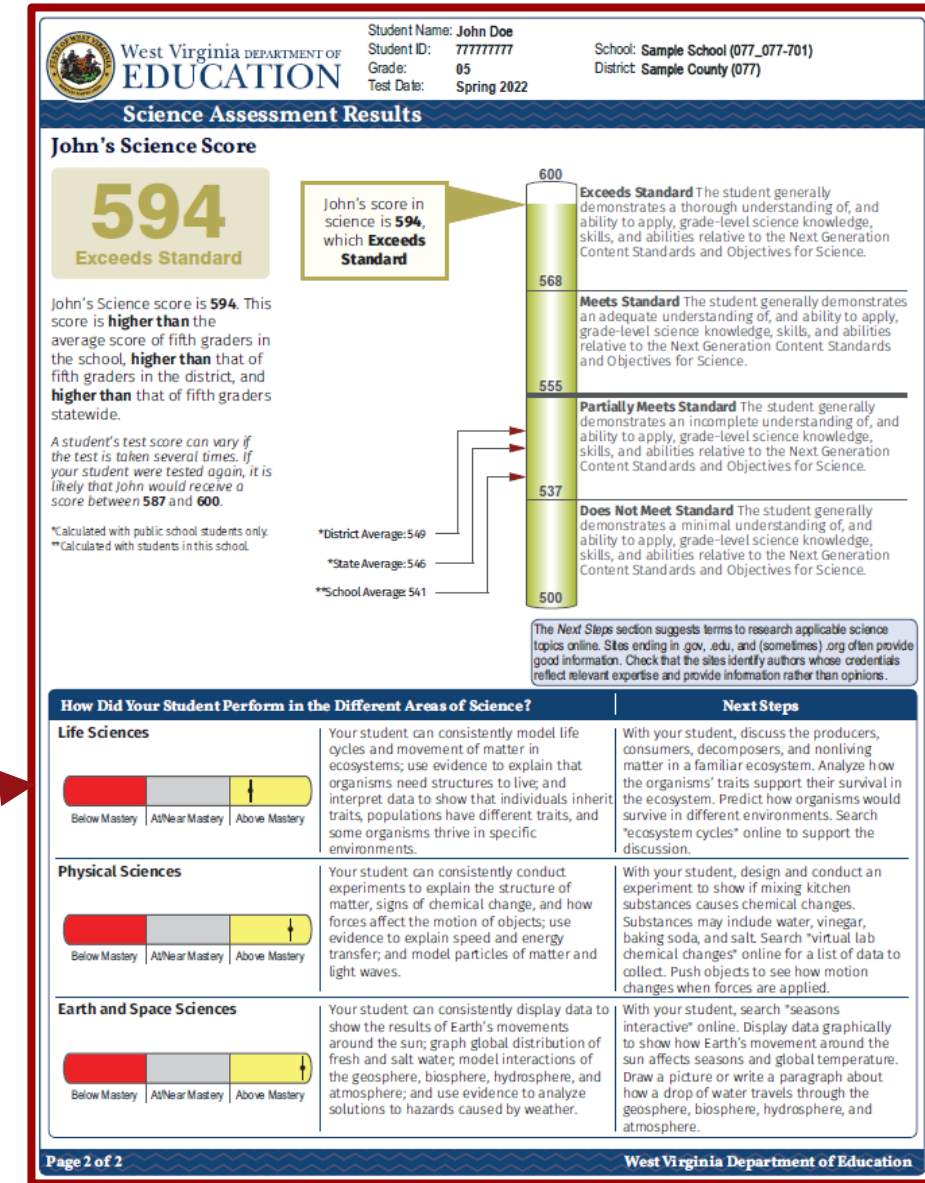 West Virginia DEPARTMENT OF
EDUCATION
Student Name: John Doe
Student ID: 777777777
Grade: 05
Test Date: Spring 2022
School: Sample School (077_077-701)
District: Sample County (077)
Science Assessment Results
John's Science Score
594
Exceeds Standard
John's Science score is 594. This
score is higher than the
average score of fifth graders in
the school, higher than that of
fifth graders in the district, and
higher than that of fifth graders
statewide.
A student's test score can vary if
the test is taken several times. If
your student were tested again, it is
likely that John would receive a
score between 587 and 600.
*Calculated with public school students only.
**Calculated with students in this school.
John's score in
science is 594,
which Exceeds
Standard
600
Exceeds Standard The student generally
demonstrates a thorough understanding of, and
ability to apply, grade-level science knowledge,
skills, and abilities relative to the Next Generation
Content Standards and Objectives for Science.
568
Meets Standard The student generally demonstrates
an adequate understanding of, and ability to apply,
grade-level science knowledge, skills, and abilities
relative to the Next Generation Content Standards
and Objectives for Science.
555
Partially Meets Standard The student generally
demonstrates an incomplete understanding of, and
ability to apply, grade-level science knowledge,
skills, and abilities relative to the Next Generation
Content Standards and Objectives for Science.
537
Does Not Meet Standard The student generally
demonstrates a minimal understanding of, and
ability to apply, grade-level science knowledge,
skills, and abilities relative to the Next Generation
Content Standards and Objectives for Science.
500
*District Average: 549
*State Average: 546
**School Average: 541
The Next Steps section suggests terms to research applicable science
topics online. Sites ending in .gov, .edu, and (sometimes) .org often provide
good information. Check that the sites identify authors whose credentials
reflect relevant expertise and provide information rather than opinions.
How Did Your Student Perform in the Different Areas of Science?
Next Steps
Life Sciences
Below Mastery At/Near Mastery Above Mastery
Your student can consistently model life
cycles and movement of matter in
ecosystems; use evidence to explain that
organisms need structures to live; and
interpret data to show that individuals inherit
traits, populations have different traits, and
some organisms thrive in specific
environments.
With your student, discuss the producers,
consumers, decomposers, and nonliving
matter in a familiar ecosystem. Analyze how
the organisms' traits support their survival in
the ecosystem. Predict how organisms would
survive in different environments. Search
"ecosystem cycles" online to support the
discussion.
Physical Sciences
Below Mastery At/Near Mastery Above Mastery
Your student can consistently conduct
experiments to explain the structure of
matter, signs of chemical change, and how
forces affect the motion of objects; use
evidence to explain speed and energy
transfer; and model particles of matter and
light waves.
With your student, design and conduct an
experiment to show if mixing kitchen
substances causes chemical changes.
Substances may include water, vinegar,
baking soda, and salt. Search "virtual lab
chemical changes" online for a list of data to
collect. Push objects to see how motion
changes when forces are applied.
Earth and Space Sciences
Below Mastery At/Near Mastery Above Mastery
Your student can consistently display data to
show the results of Earth's movements
around the sun; graph global distribution of
fresh and salt water; model interactions of
the geosphere, biosphere, hydrosphere, and
atmosphere; and use evidence to analyze
solutions to hazards caused by weather.
With your student, search "seasons
interactive" online. Display data graphically
to show how Earth's movement around the
sun affects seasons and global temperature.
Draw a picture or write a paragraph about
how a drop of water travels through the
geosphere, biosphere, hydrosphere, and
atmosphere.
Page 2 of 2
West Virginia Department of Education